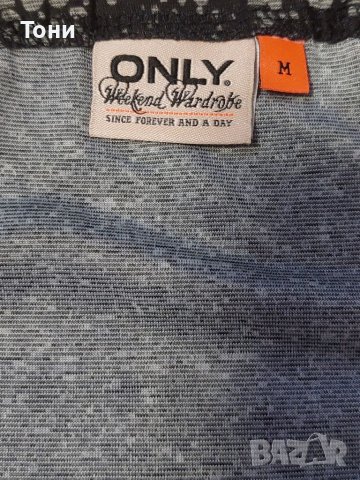 Тони
ONLY®
Weekend Wardrobe
SINCE FOREVER AND A DAY
M
BAZAR